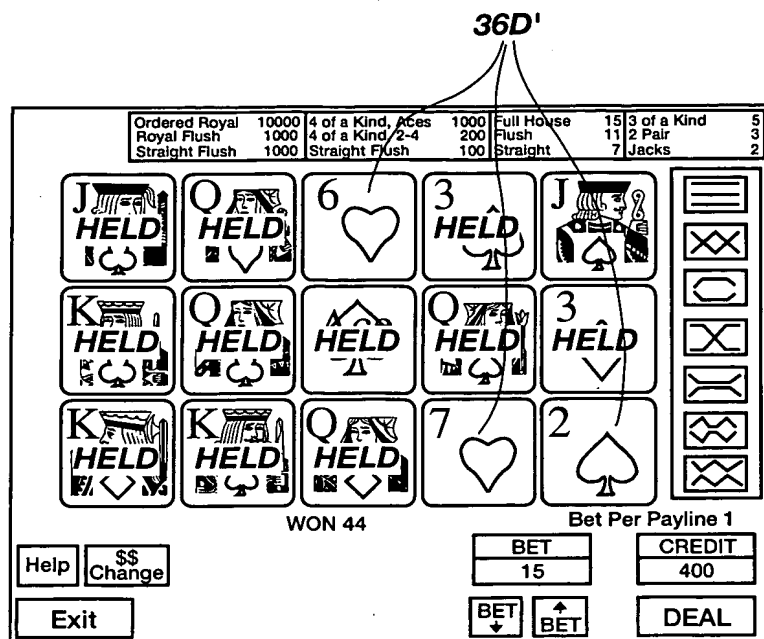 36D'
Ordered Royal 10000 4 of a Kind, Aces 1000 Full House 15 3 of a Kind 5
Royal Flush 1000 4 of a Kind, 2-4 200 Flush 11 2 Pair 3
Straight Flush 1000 Straight Flush 100 Straight 7 Jacks 2
J HELD Q HELD 6 3 HELD J
K HELD Q HELD HELD Q HELD 3 HELD
K HELD K HELD Q HELD 7 2
WON 44 Bet Per Payline 1
Help $$ Change BET 15 CREDIT 400
Exit BET BET DEAL